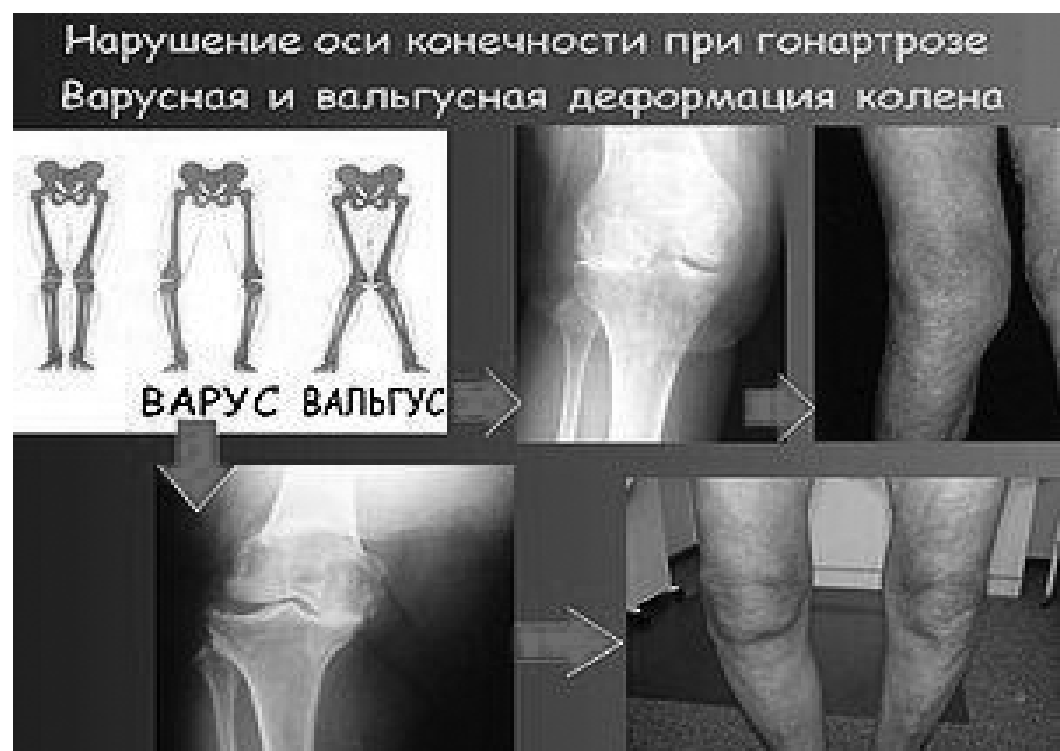 Нарушение оси конечности при гонартрозе
Варусная и вальгусная деформация колена
ВАРУС ВАЛЬГУС